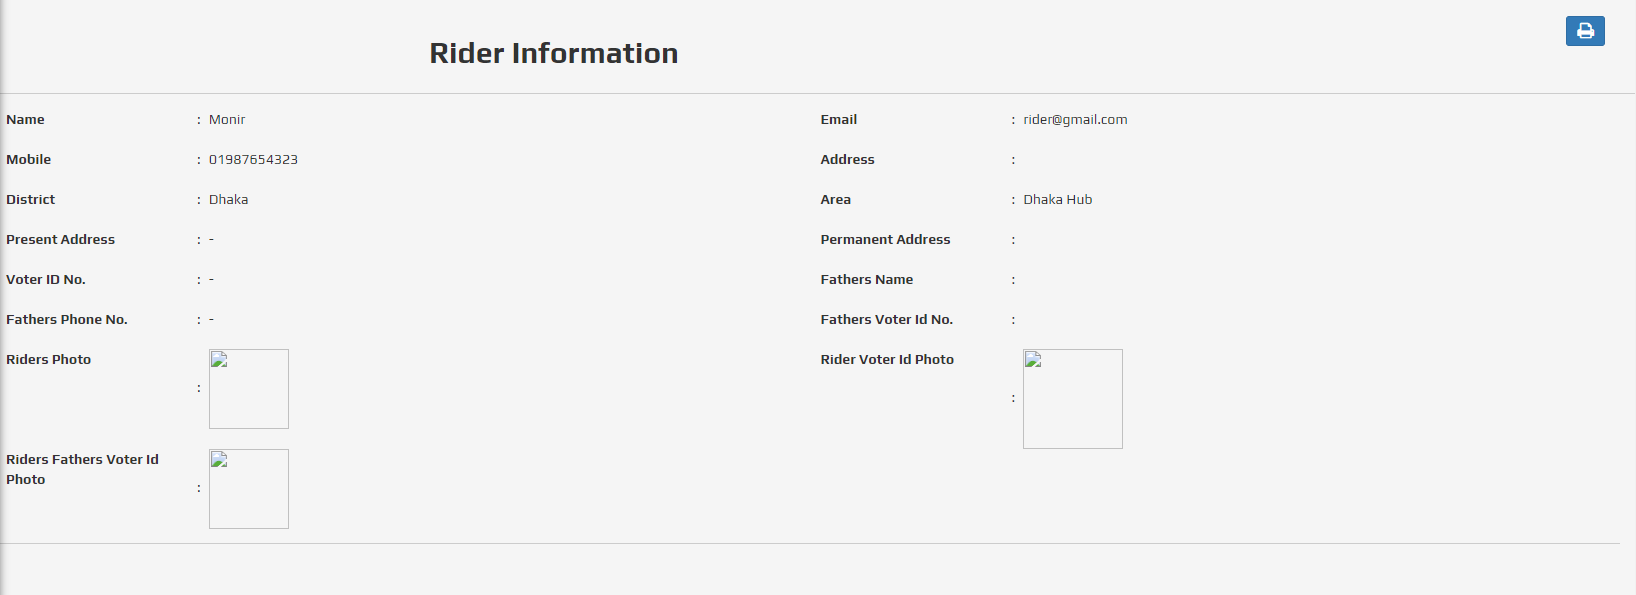 Rider Information
Name : Monir Email : rider@gmail.com
Mobile : 01987654323 Address :
District : Dhaka Area : Dhaka Hub
Present Address : - Permanent Address :
Voter ID No. : - Fathers Name :
Fathers Phone No. : - Fathers Voter Id No. :
Riders Photo : Rider Voter Id Photo :
Riders Fathers Voter Id
Photo :